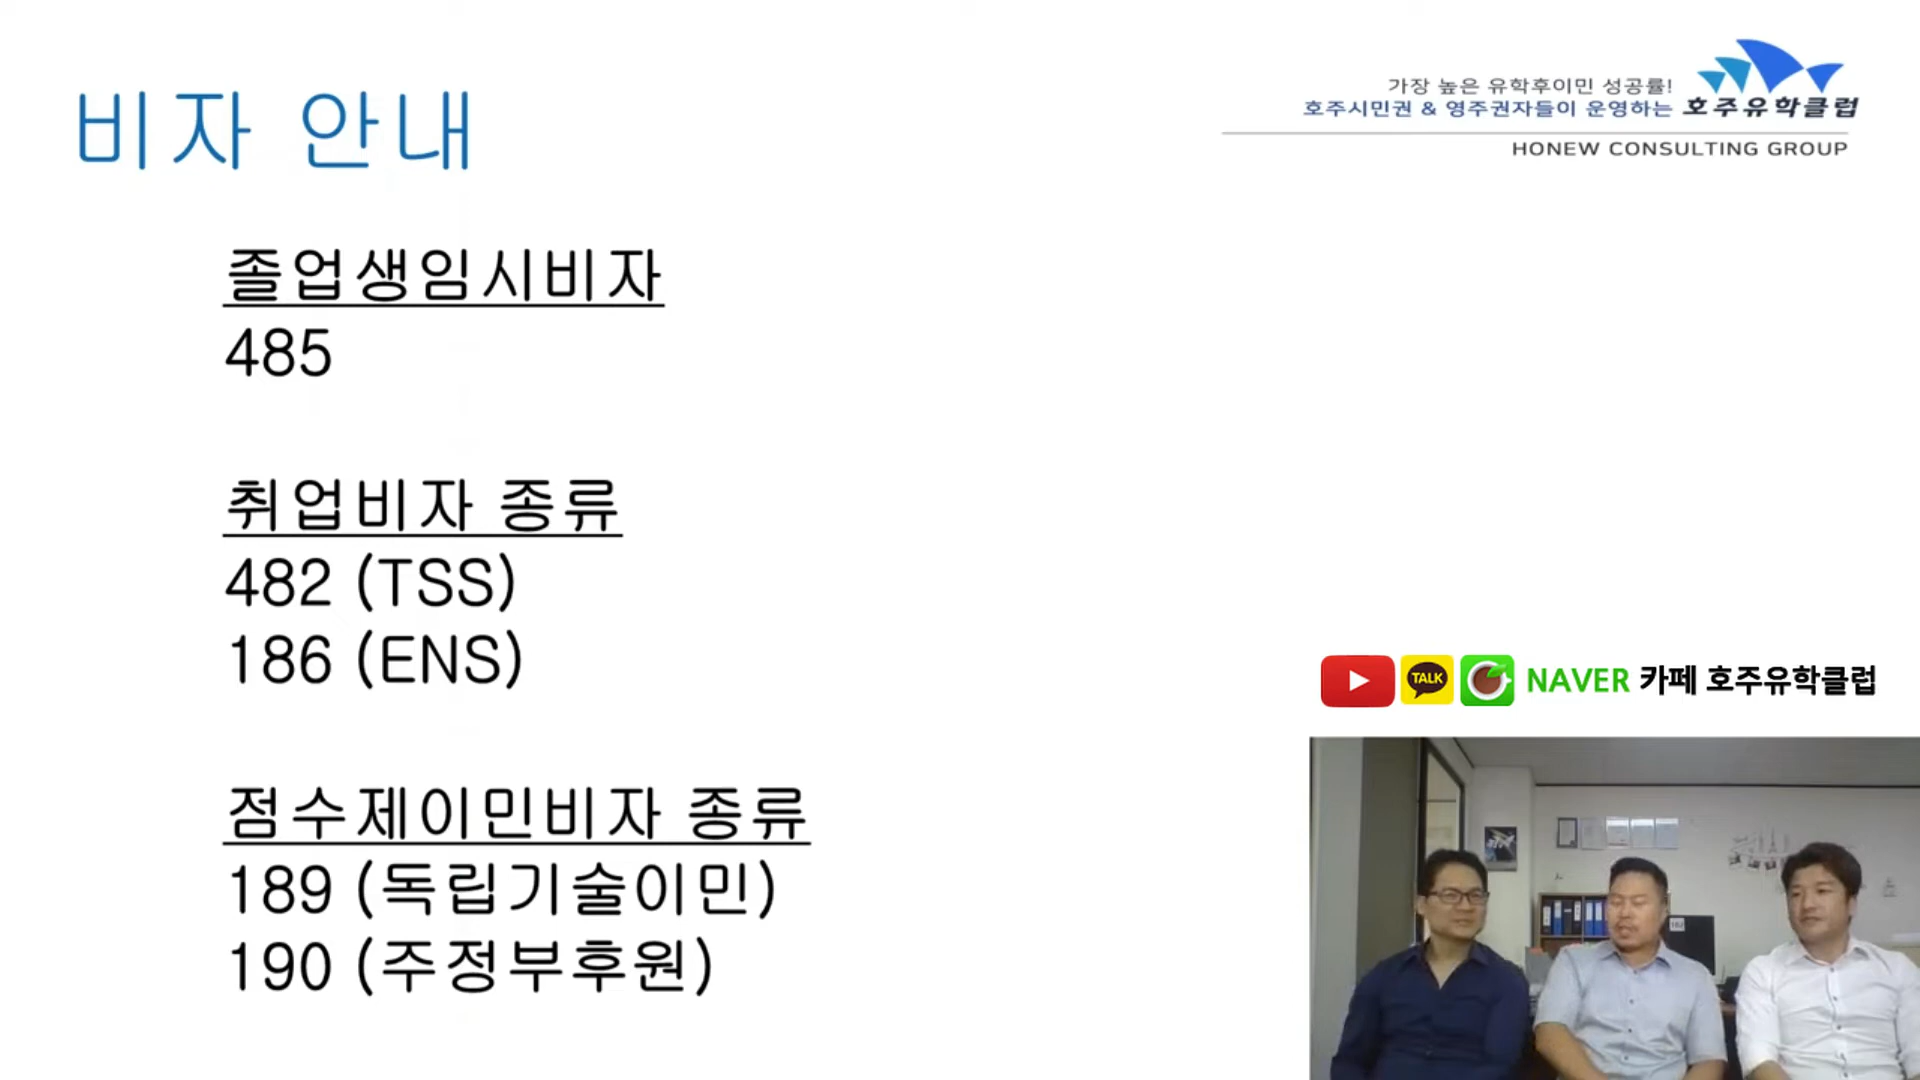 비자 안내
가장 높은 유학후이민 성공률!
호주시민권 & 영주권자들이 운영하는 호주유학클럽
HONEW CONSULTING GROUP
졸업생임시비자
485
취업비자 종류
482 (TSS)
186 (ENS)
점수제이민비자 종류
189 (독립기술이민)
190 (주정부후원)
TALK
NAVER 카페 호주유학클럽